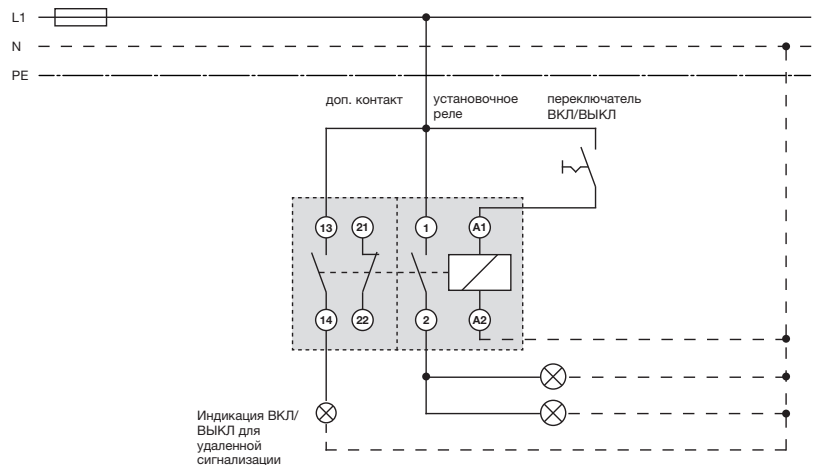 L1
N
PE
доп. контакт
установочное
реле
переключатель
ВКЛ/ВЫКЛ
13
21
1
A1
14
22
2
A2
Индикация ВКЛ/
ВЫКЛ для
удаленной
сигнализации